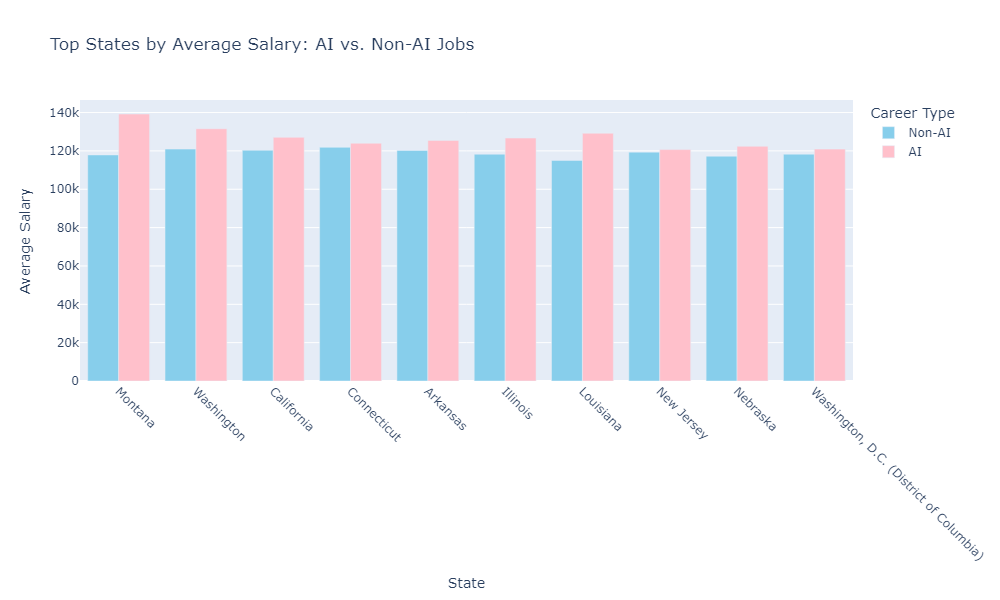 Top States by Average Salary: AI vs. Non-AI Jobs
Career Type
Non-AI
AI
Average Salary
140k
120k
100k
80k
60k
40k
20k
0
Montana
Washington
California
Connecticut
Arkansas
Illinois
Louisiana
New Jersey
Nebraska
Washington, D.C. (District of Columbia)
State